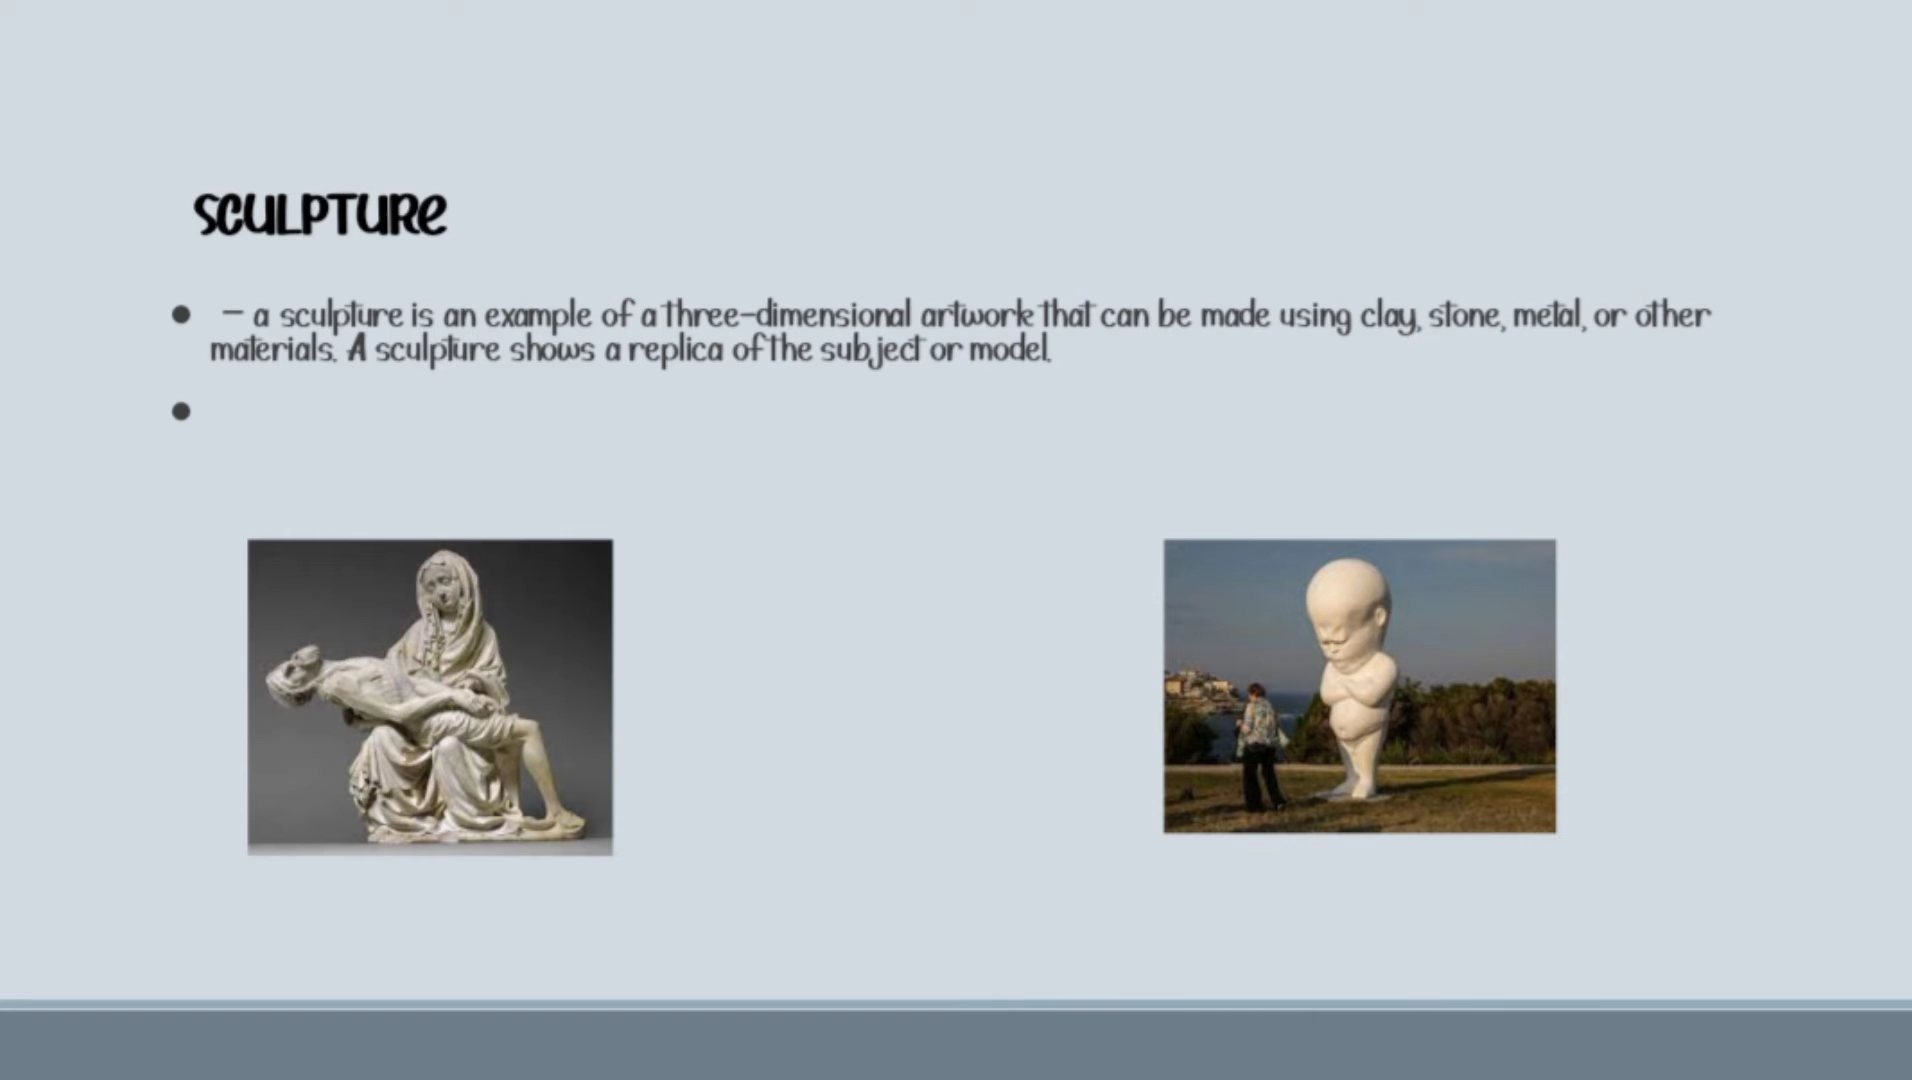 SCULPTURE
● – a sculpture is an example of a three-dimensional artwork that can be made using clay, stone, metal, or other
materials. A sculpture shows a replica of the subject or model.
●